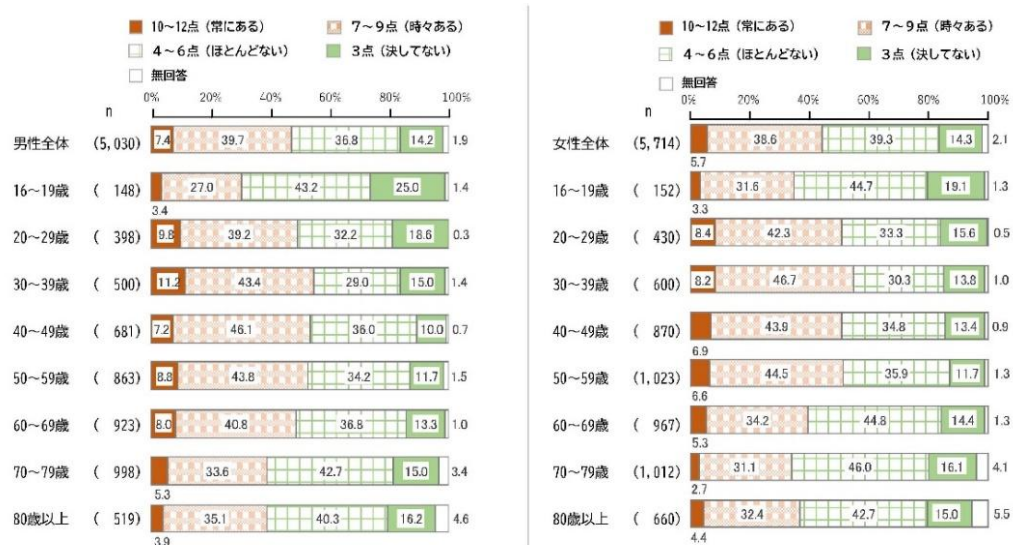 10～12点（常にある） 7～9点（時々ある）
4～6点（ほとんどない） 3点（決してない）
無回答
n 0% 20% 40% 60% 80% 100%
男性全体 (5,030) 7.4 39.7 36.8 14.2 1.9
16～19歳 ( 148) 27.0 43.2 25.0 1.4
3.4
20～29歳 ( 398) 9.8 39.2 32.2 18.6 0.3
30～39歳 ( 500) 11.2 43.4 29.0 15.0 1.4
40～49歳 ( 681) 7.2 46.1 36.0 10.0 0.7
50～59歳 ( 863) 8.8 43.8 34.2 11.7 1.5
60～69歳 ( 923) 8.0 40.8 36.8 13.3 1.0
70～79歳 ( 998) 33.6 42.7 15.0 3.4
5.3
80歳以上 ( 519) 35.1 40.3 16.2 4.6
3.9
10～12点（常にある） 7～9点（時々ある）
4～6点（ほとんどない） 3点（決してない）
無回答
n 0% 20% 40% 60% 80% 100%
女性全体 (5,714) 38.6 39.3 14.3 2.1
5.7
16～19歳 ( 152) 31.6 44.7 19.1 1.3
3.3
20～29歳 ( 430) 8.4 42.3 33.3 15.6 0.5
30～39歳 ( 600) 8.2 46.7 30.3 13.8 1.0
40～49歳 ( 870) 43.9 34.8 13.4 0.9
6.9
50～59歳 (1,023) 44.5 35.9 11.7 1.3
6.6
60～69歳 ( 967) 34.2 44.8 14.4 1.3
5.3
70～79歳 (1,012) 31.1 46.0 16.1 4.1
2.7
80歳以上 ( 660) 32.4 42.7 15.0 5.5
4.4